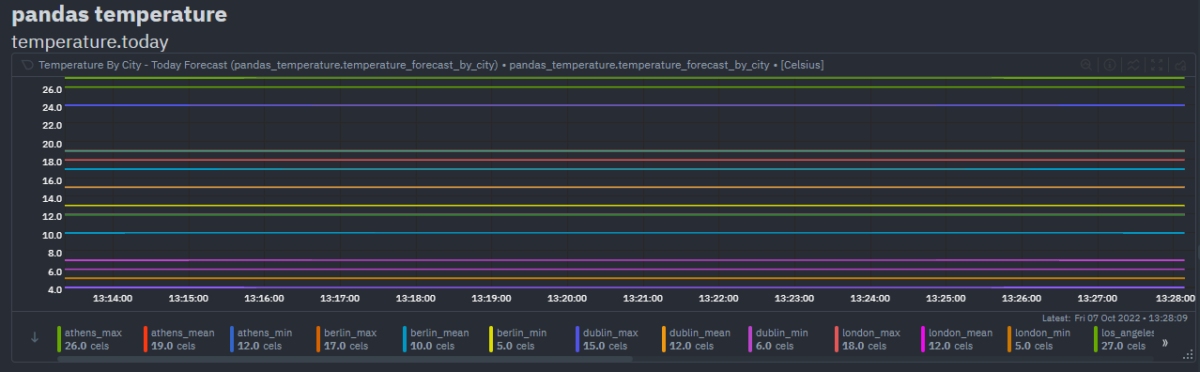 pandas temperature
temperature.today
Temperature By City - Today Forecast (pandas_temperature.temperature_forecast_by_city) • pandas_temperature.temperature_forecast_by_city • [Celsius]
26.0
24.0
22.0
20.0
18.0
16.0
14.0
12.0
10.0
8.0
6.0
4.0
13:14:00 13:15:00 13:16:00 13:17:00 13:18:00 13:19:00 13:20:00 13:21:00 13:22:00 13:23:00 13:24:00 13:25:00 13:26:00 13:27:00 13:28:00
Latest: Fri 07 Oct 2022 • 13:28:09
athens_max athens_mean athens_min berlin_max berlin_mean berlin_min dublin_max dublin_mean dublin_min london_max london_mean london_min los_angeles
26.0 cels 19.0 cels 12.0 cels 17.0 cels 10.0 cels 5.0 cels 15.0 cels 12.0 cels 6.0 cels 18.0 cels 12.0 cels 5.0 cels 27.0 cels